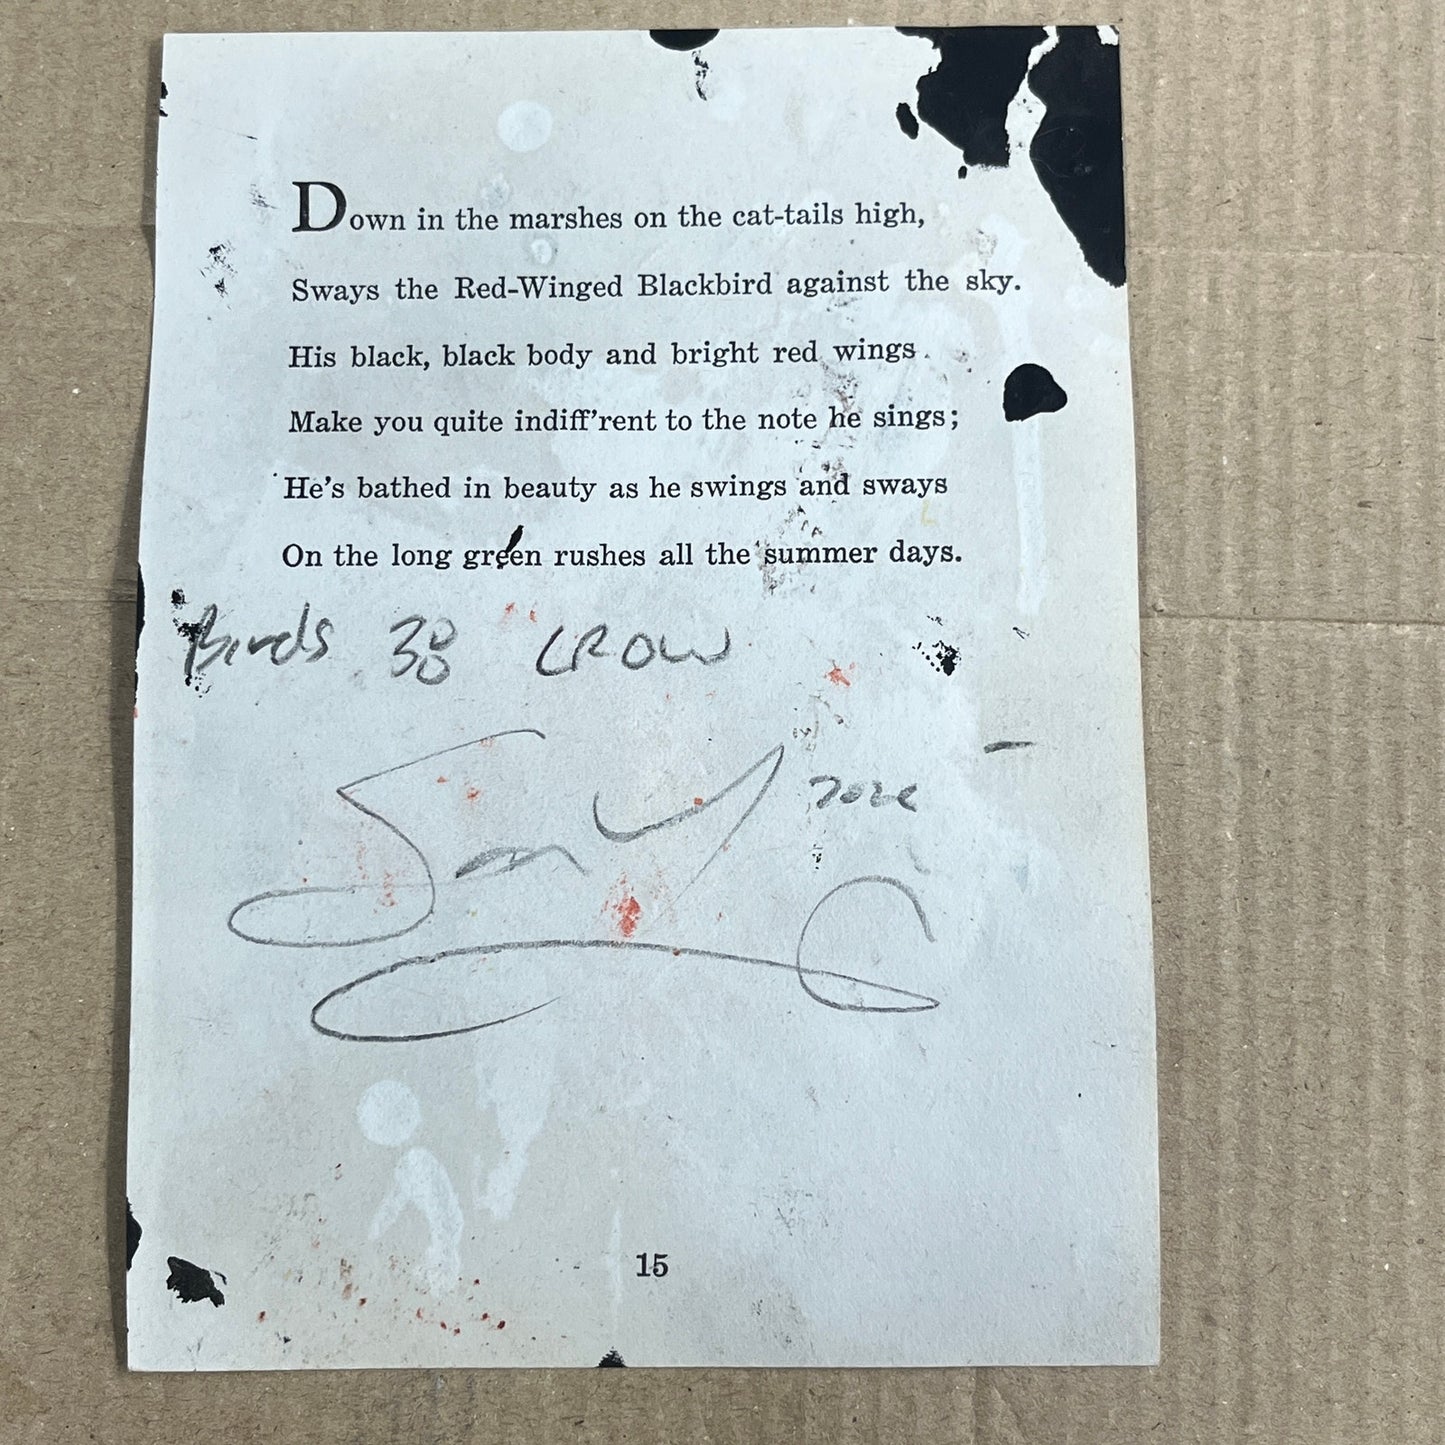 Down in the marshes on the cat-tails high,
Sways the Red-Winged Blackbird against the sky.
His black, black body and bright red wings
Make you quite indiff'rent to the note he sings;
He's bathed in beauty as he swings and sways
On the long green rushes all the summer days.
Birds 38 CROW
15